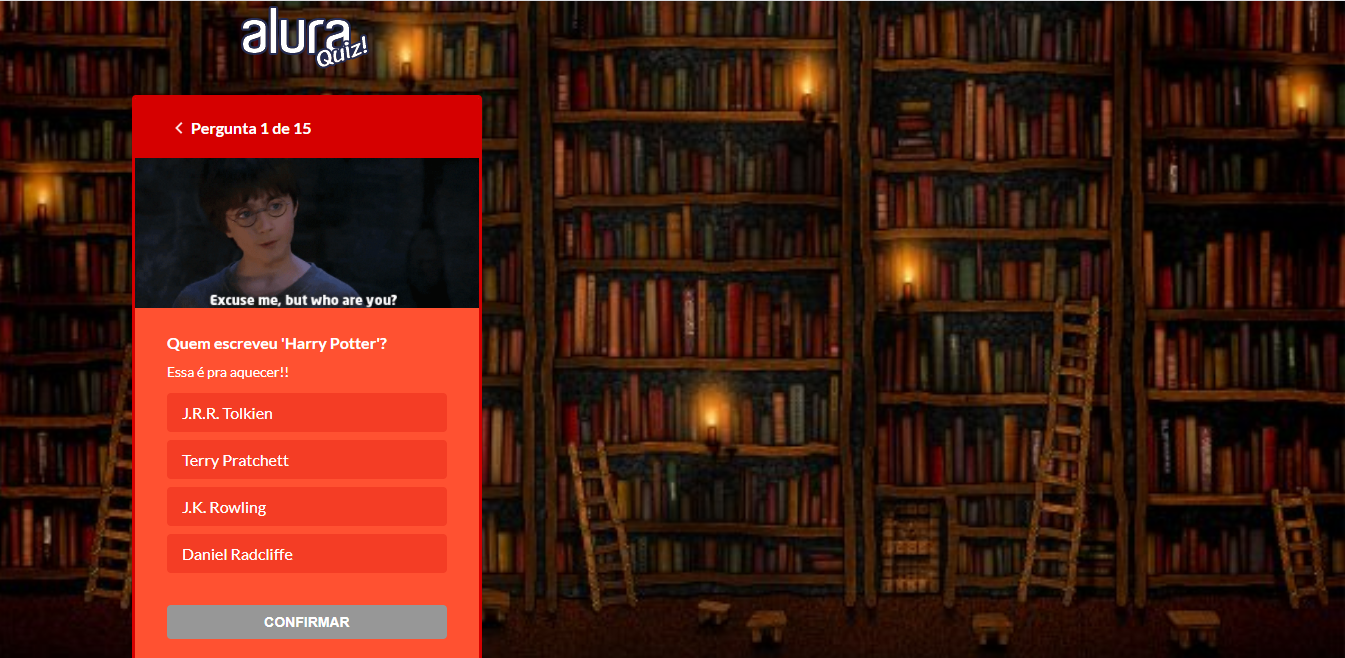 alura
Quiz!
Pergunta 1 de 15
Excuse me, but who are you?
Quem escreveu 'Harry Potter'?
Essa é pra aquecer!!
J.R.R. Tolkien
Terry Pratchett
J.K. Rowling
Daniel Radcliffe
CONFIRMAR